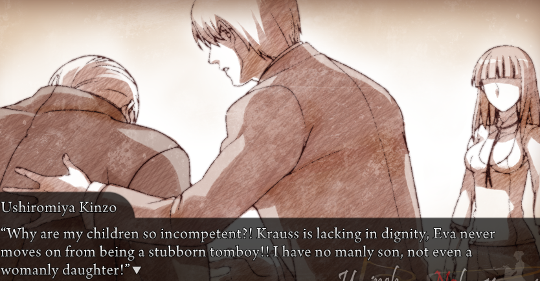 Ushiromiya Kinzo
“Why are my children so incompetent?! Krauss is lacking in dignity, Eva never
moves on from being a stubborn tomboy!! I have no manly son, not even a
womanly daughter!”